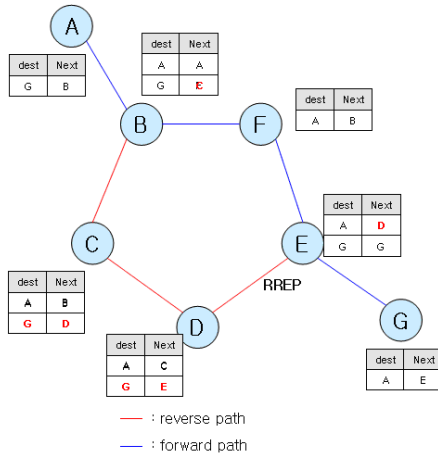 A
dest Next
G B
dest Next
A A
G
B
F
dest Next
A B
C
E
dest Next
A D
G G
RREP
dest Next
A B
G D
D
dest Next
A C
G E
G
dest Next
A E
: reverse path
: forward path